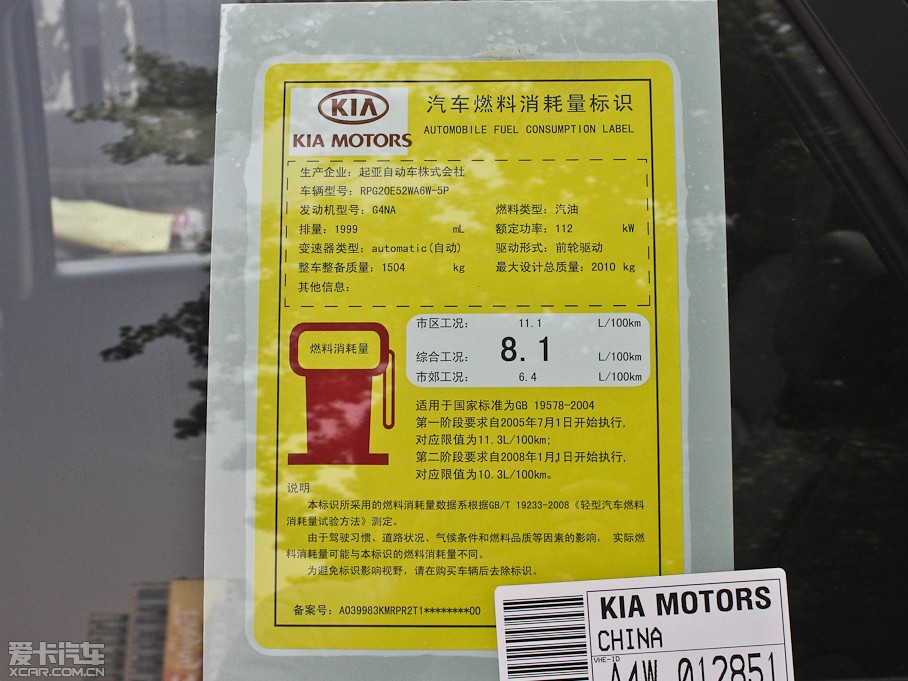 KIA
KIA MOTORS
汽车燃料消耗量标识
AUTOMOBILE FUEL CONSUMPTION LABEL
生产企业: 起亚自动车株式会社
车辆型号: RPG20E52WA6W-5P
发动机型号: G4NA 燃料类型: 汽油
排量: 1999 mL 额定功率: 112 kW
变速器类型: automatic(自动) 驱动形式: 前轮驱动
整车整备质量: 1504 kg 最大设计总质量: 2010 kg
其他信息:
燃料消耗量
市区工况: 11.1 L/100km
综合工况: 8.1 L/100km
市郊工况: 6.4 L/100km
适用于国家标准为GB 19578-2004
第一阶段要求自2005年7月1日开始执行,
对应限值为11.3L/100km;
第二阶段要求自2008年1月1日开始执行,
对应限值为10.3L/100km。
说明
本标识所采用的燃料消耗量数据系根据GB/T 19233-2008《轻型汽车燃料
消耗量试验方法》测定。
由于驾驶习惯、道路状况、气候条件和燃料品质等因素的影响, 实际燃
料消耗量可能与本标识的燃料消耗量不同。
为避免标识影响视野, 请在购买车辆后去除标识。
备案号: A039983KMRPR2T1********00
KIA MOTORS
CHINA
VHE-ID
A4W 012851
爱卡汽车
XCAR.COM.CN